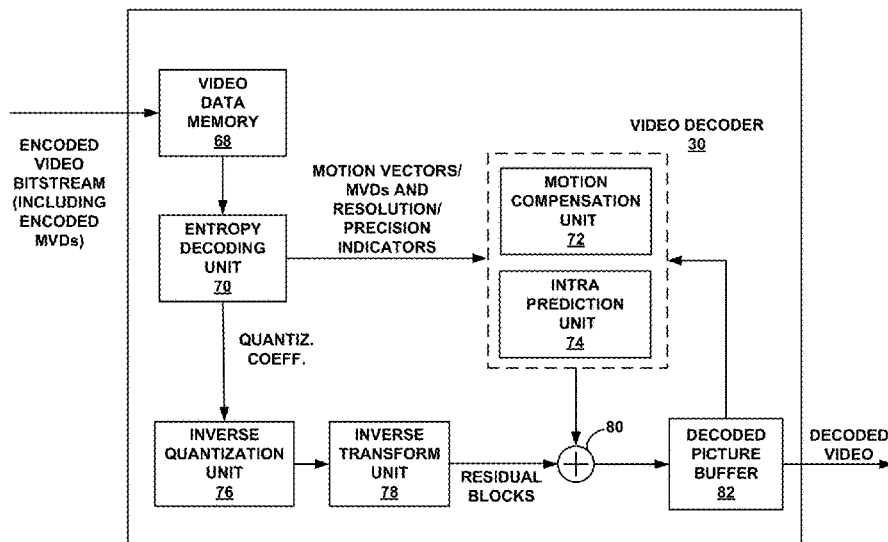 VIDEO
DATA
MEMORY
68
ENCODED
VIDEO
BITSTREAM
(INCLUDING
ENCODED
MVDs)
VIDEO DECODER
30
MOTION VECTORS/
MVDs AND
RESOLUTION/
PRECISION
INDICATORS
MOTION
COMPENSATION
UNIT
72
ENTROPY
DECODING
UNIT
70
INTRA
PREDICTION
UNIT
74
QUANTIZ.
COEFF.
INVERSE
QUANTIZATION
UNIT
76
INVERSE
TRANSFORM
UNIT
78
RESIDUAL
BLOCKS
80
DECODED
PICTURE
BUFFER
82
DECODED
VIDEO